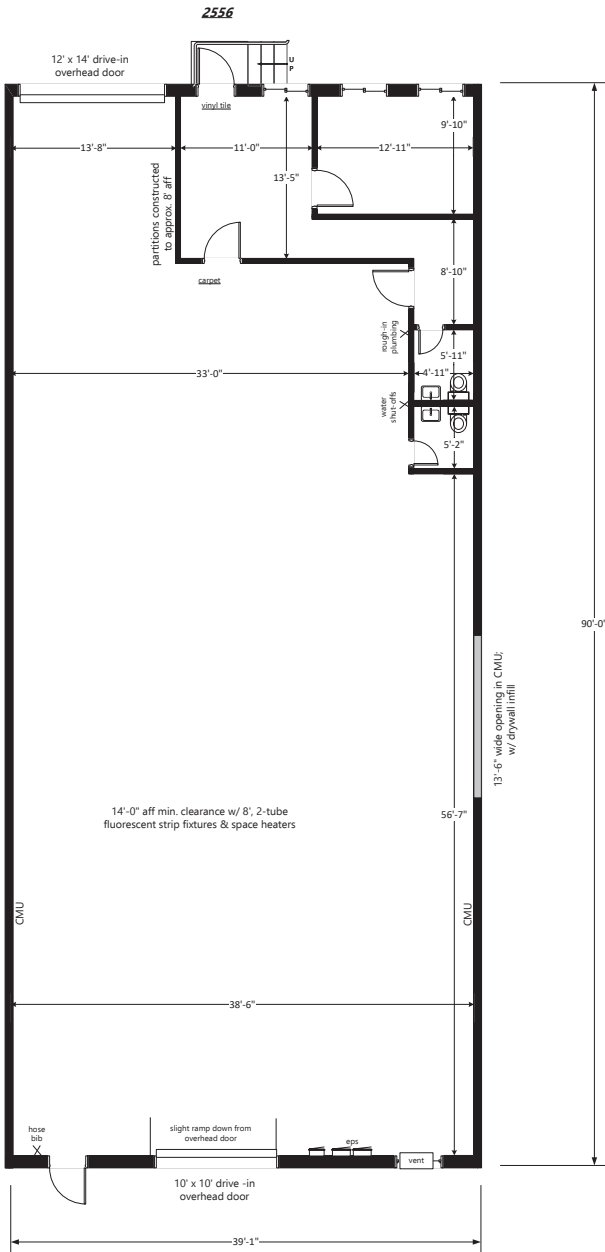 2556
12' x 14' drive-in
overhead door
U
P
vinyl tile
13'-8"
11'-0"
12'-11"
9'-10"
13'-5"
partitions constructed
to approx. 8' aff
carpet
8'-10"
rough-in
plumbing
5'-11"
33'-0"
4'-11"
water
shut-offs
5'-2"
90'-0"
13'-6" wide opening in CMU;
w/ drywall infill
14'-0" aff min. clearance w/ 8', 2-tube
fluorescent strip fixtures & space heaters
56'-7"
CMU
CMU
38'-6"
hose
bib
slight ramp down from
overhead door
eps
vent
10' x 10' drive -in
overhead door
39'-1"